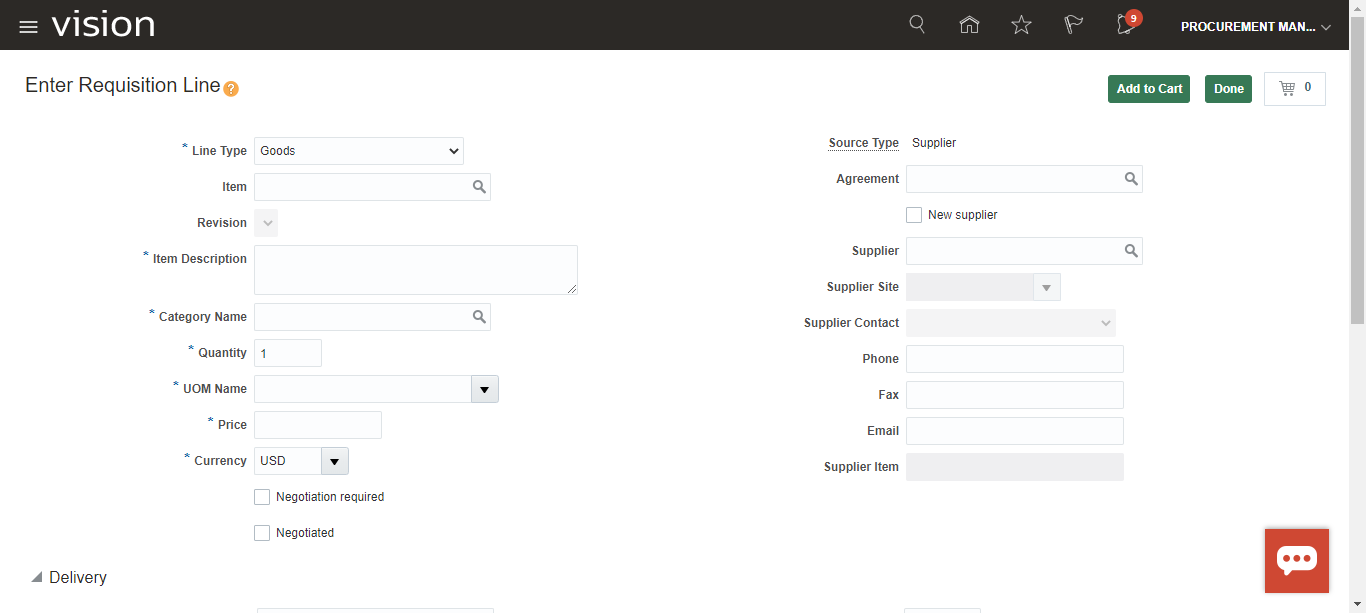 vision
9
PROCUREMENT MAN...
Enter Requisition Line ?
Add to Cart
Done
0
* Line Type Goods
Item
Revision
* Item Description
* Category Name
* Quantity 1
* UOM Name
* Price
* Currency USD
Negotiation required
Negotiated
Source Type Supplier
Agreement
New supplier
Supplier
Supplier Site
Supplier Contact
Phone
Fax
Email
Supplier Item
Delivery